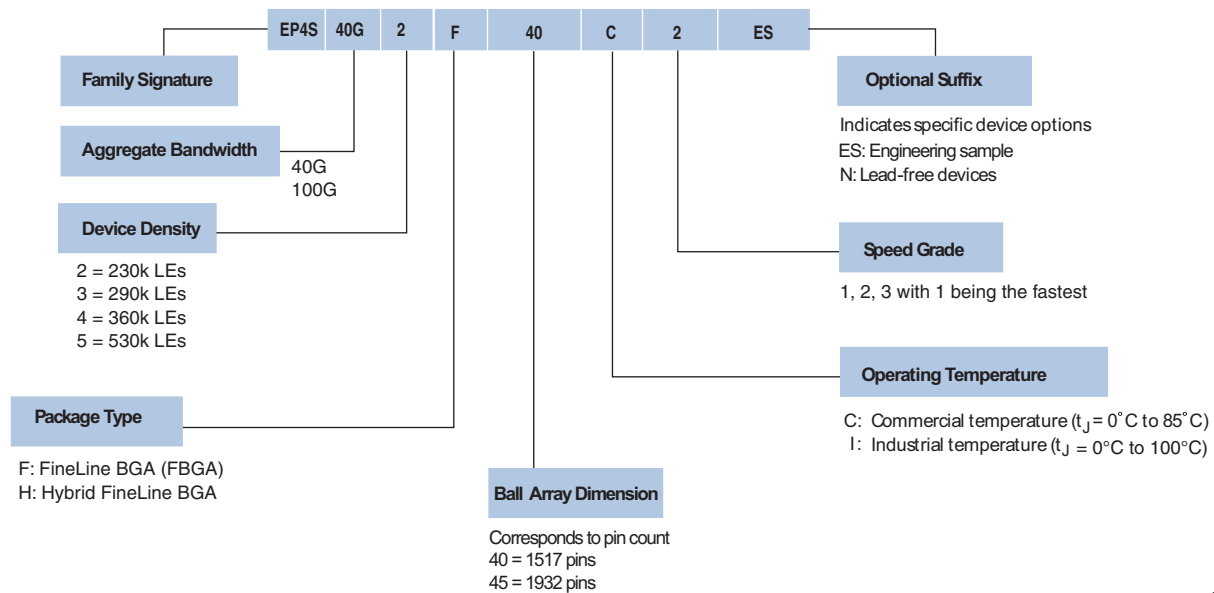 EP4S 40G 2 F 40 C 2 ES
Family Signature
Aggregate Bandwidth
40G
100G
Device Density
2 = 230k LEs
3 = 290k LEs
4 = 360k LEs
5 = 530k LEs
Package Type
F: FineLine BGA (FBGA)
H: Hybrid FineLine BGA
Ball Array Dimension
Corresponds to pin count
40 = 1517 pins
45 = 1932 pins
Optional Suffix
Indicates specific device options
ES: Engineering sample
N: Lead-free devices
Speed Grade
1, 2, 3 with 1 being the fastest
Operating Temperature
C: Commercial temperature (tJ = 0˚C to 85˚C)
I: Industrial temperature (tJ = 0°C to 100°C)